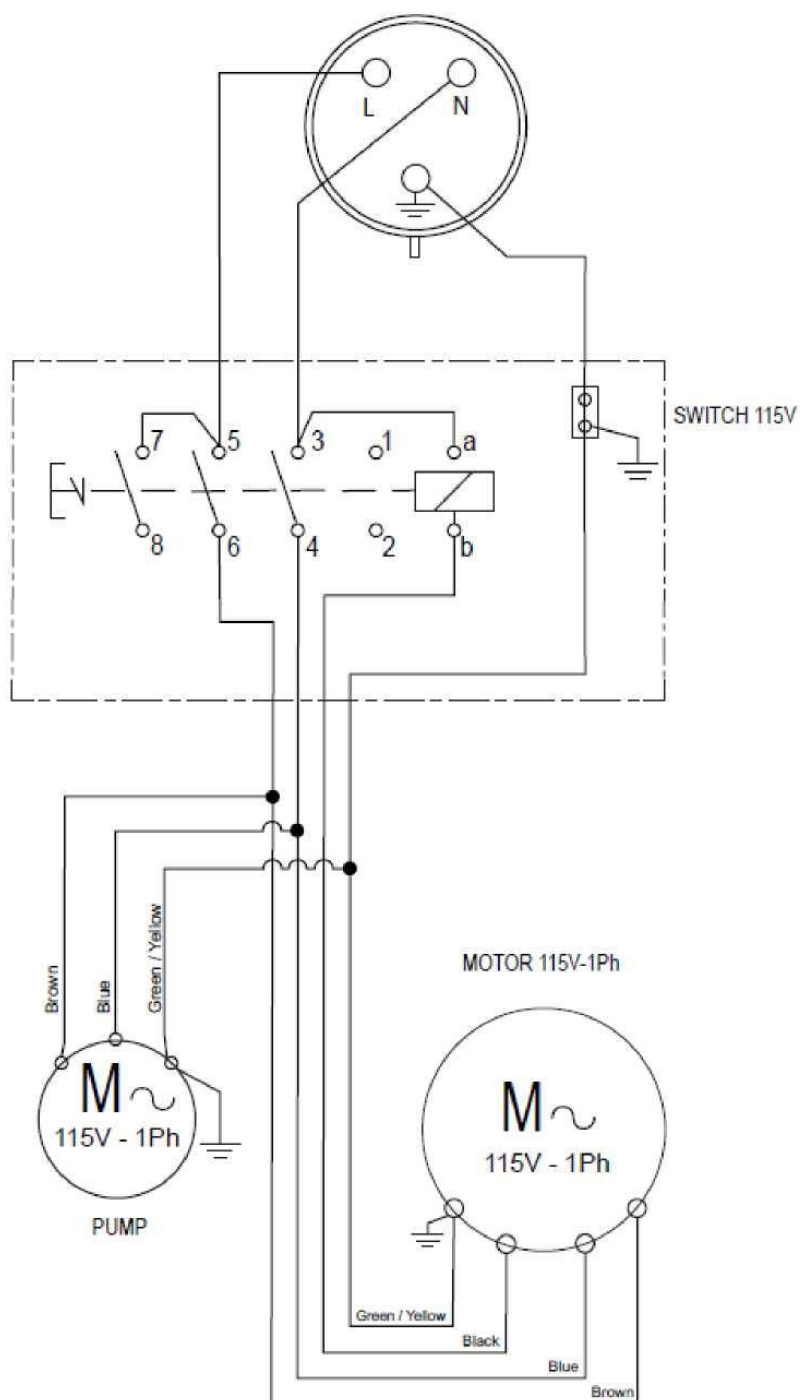 L N
SWITCH 115V
7 5 3 1 a
8 6 4 2 b
Brown
Blue
Green / Yellow
M
115V - 1Ph
PUMP
MOTOR 115V-1Ph
M
115V - 1Ph
Green / Yellow
Black
Blue
Brown